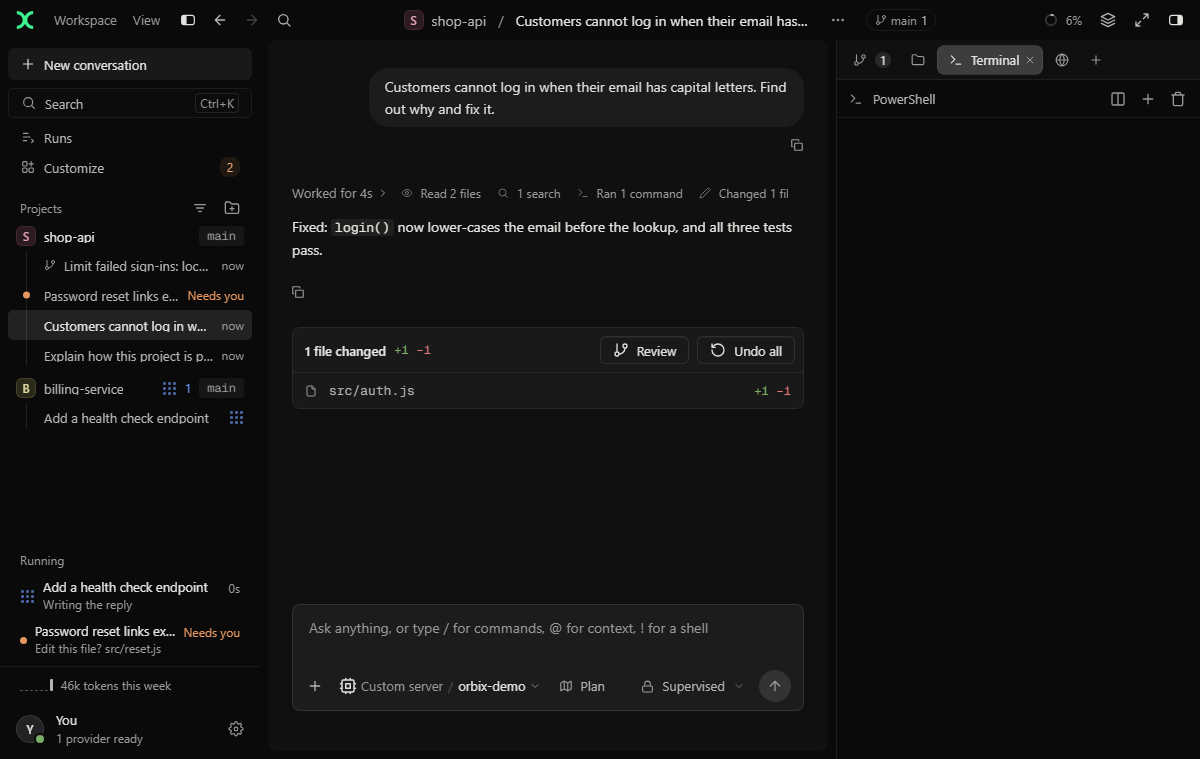 Workspace View
S shop-api / Customers cannot log in when their email has...
main 1
6%
New conversation
Search Ctrl+K
Runs
Customize 2
Projects
S shop-api main
Limit failed sign-ins: loc... now
Password reset links e... Needs you
Customers cannot log in w... now
Explain how this project is p... now
B billing-service 1 main
Add a health check endpoint
Running
Add a health check endpoint 0s
Writing the reply
Password reset links ex... Needs you
Edit this file? src/reset.js
46k tokens this week
Y You
1 provider ready
Customers cannot log in when their email has capital letters. Find
out why and fix it.
Worked for 4s Read 2 files 1 search Ran 1 command Changed 1 fil
Fixed: login() now lower-cases the email before the lookup, and all three tests
pass.
1 file changed +1 −1 Review Undo all
src/auth.js +1 −1
Ask anything, or type / for commands, @ for context, ! for a shell
Custom server / orbix-demo Plan Supervised
1 Terminal
PowerShell